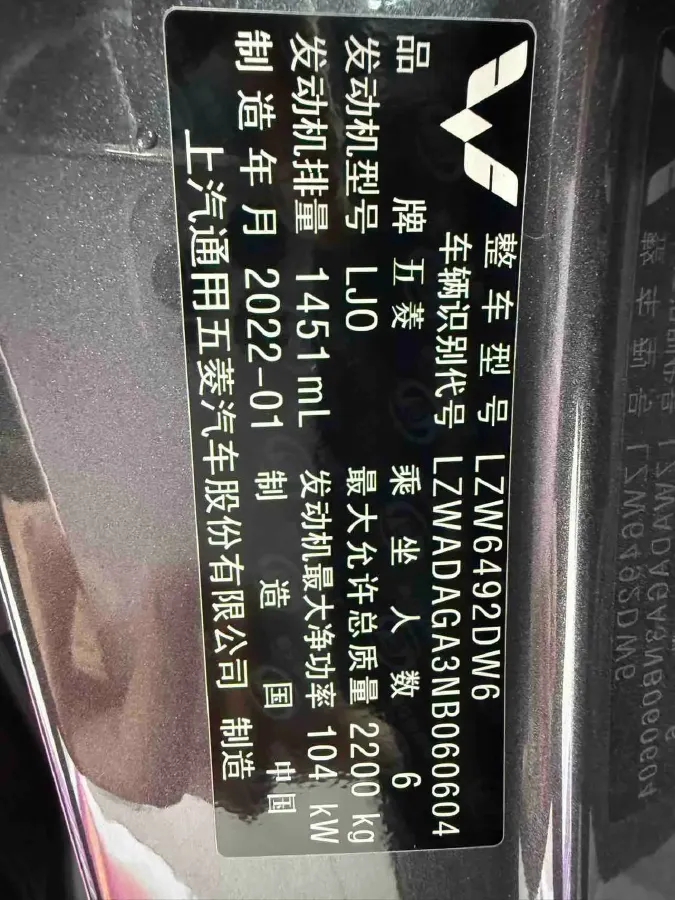 整车型号 LZW6492DW6
车辆识别代号 LZWADAGA3NB060604
品牌 五菱 乘坐人数 6
发动机型号 LJO 最大允许总质量 2200 kg
发动机排量 1451mL 发动机最大净功率 104 kW
制造年月 2022-01 制造国 中国
上汽通用五菱汽车股份有限公司 制造